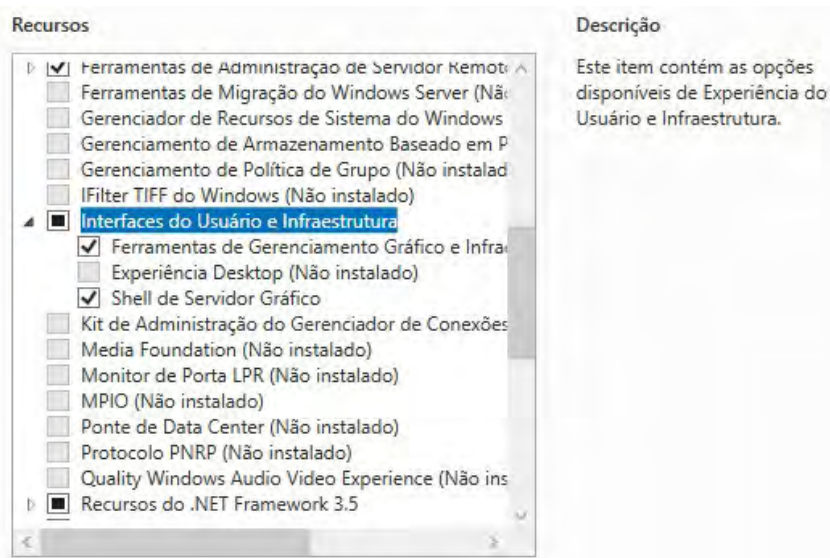 Recursos
Ferramentas de Administração de Servidor Remot
Ferramentas de Migração do Windows Server (Nã
Gerenciador de Recursos de Sistema do Windows
Gerenciamento de Armazenamento Baseado em P
Gerenciamento de Política de Grupo (Não instalad
IFilter TIFF do Windows (Não instalado)
Interfaces do Usuário e Infraestrutura
Ferramentas de Gerenciamento Gráfico e Infra
Experiência Desktop (Não instalado)
Shell de Servidor Gráfico
Kit de Administração do Gerenciador de Conexões
Media Foundation (Não instalado)
Monitor de Porta LPR (Não instalado)
MPIO (Não instalado)
Ponte de Data Center (Não instalado)
Protocolo PNRP (Não instalado)
Quality Windows Audio Video Experience (Não ins
Recursos do .NET Framework 3.5
Descrição
Este item contém as opções
disponíveis de Experiência do
Usuário e Infraestrutura.